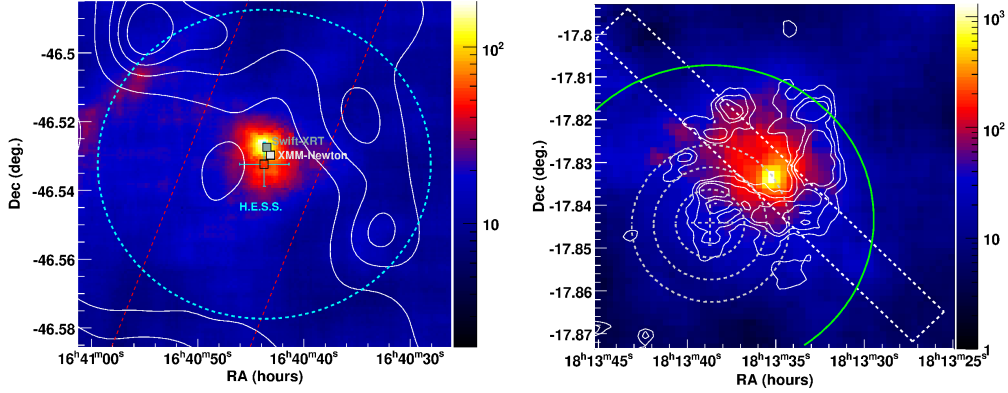 -46.5
-46.52
-46.54
-46.56
-46.58
Dec (deg.)
Swift-XRT
XMM-Newton
H.E.S.S.
16h41m00s
16h40m50s
16h40m40s
16h40m30s
RA (hours)
10²
10
-17.8
-17.81
-17.82
-17.83
-17.84
-17.85
-17.86
-17.87
Dec (deg.)
18h13m45s
18h13m40s
18h13m35s
18h13m30s
18h13m25s
RA (hours)
10³
10²
10
1